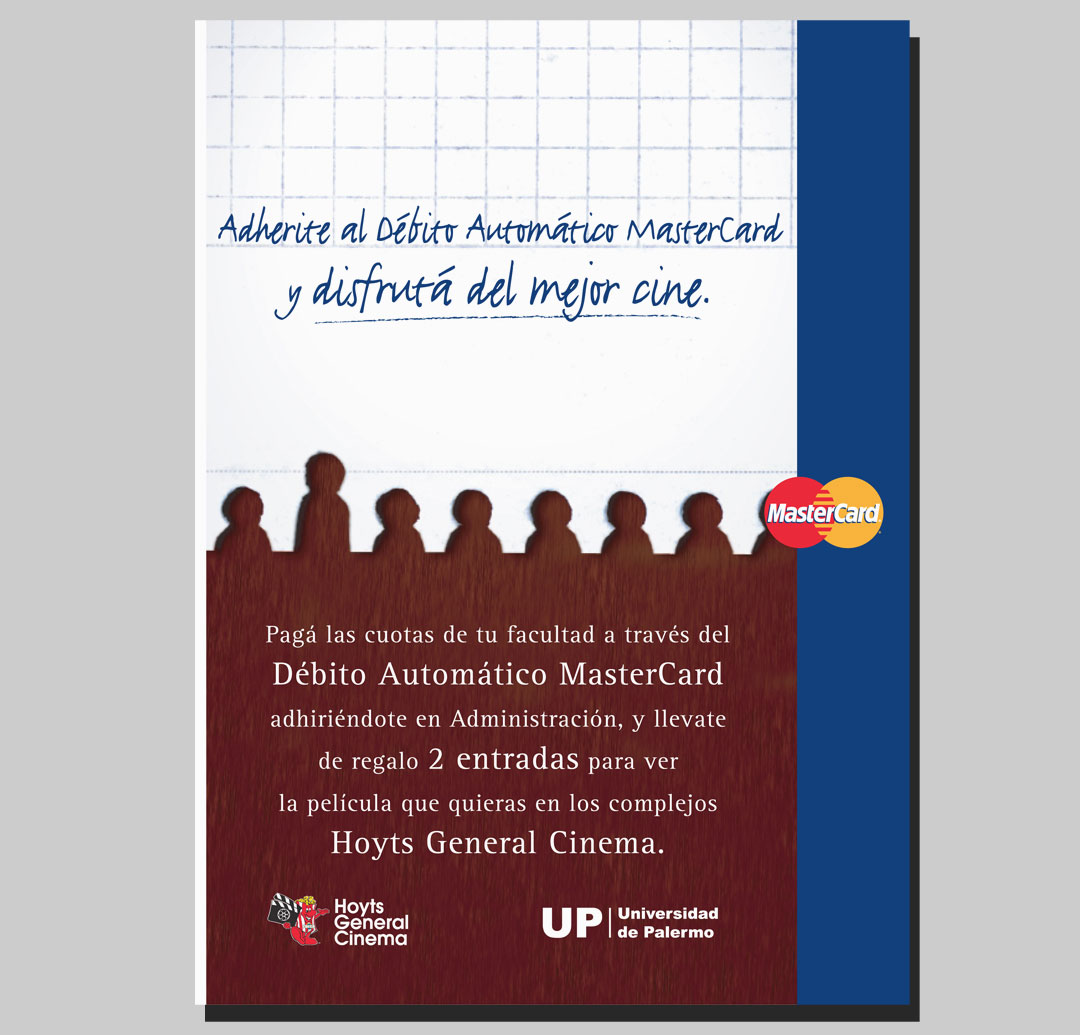 Adherite al Débito Automático MasterCard
y disfrutá del mejor cine.
MasterCard
Pagá las cuotas de tu facultad a través del
Débito Automático MasterCard
adhiriéndote en Administración, y llevate
de regalo 2 entradas para ver
la película que quieras en los complejos
Hoyts General Cinema.
Hoyts
General
Cinema
UP
Universidad
de Palermo